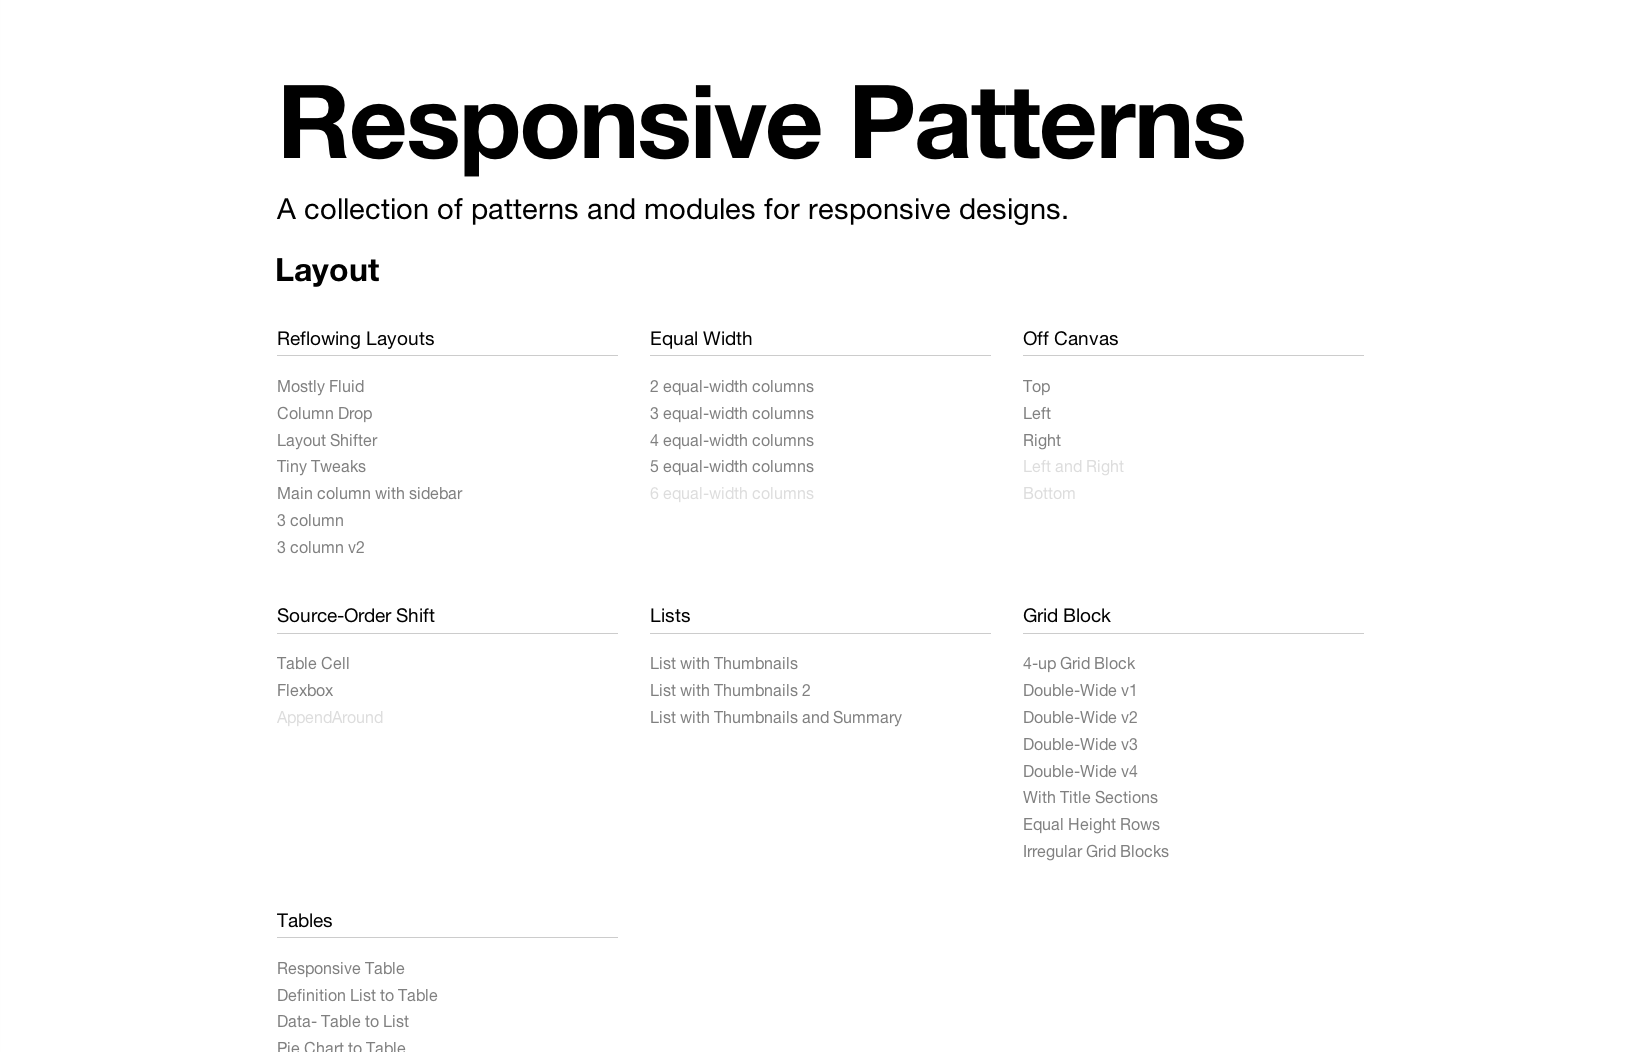 Responsive Patterns
A collection of patterns and modules for responsive designs.
Layout
Reflowing Layouts
Mostly Fluid
Column Drop
Layout Shifter
Tiny Tweaks
Main column with sidebar
3 column
3 column v2
Equal Width
2 equal-width columns
3 equal-width columns
4 equal-width columns
5 equal-width columns
6 equal-width columns
Off Canvas
Top
Left
Right
Left and Right
Bottom
Source-Order Shift
Table Cell
Flexbox
AppendAround
Lists
List with Thumbnails
List with Thumbnails 2
List with Thumbnails and Summary
Grid Block
4-up Grid Block
Double-Wide v1
Double-Wide v2
Double-Wide v3
Double-Wide v4
With Title Sections
Equal Height Rows
Irregular Grid Blocks
Tables
Responsive Table
Definition List to Table
Data- Table to List
Pie Chart to Table